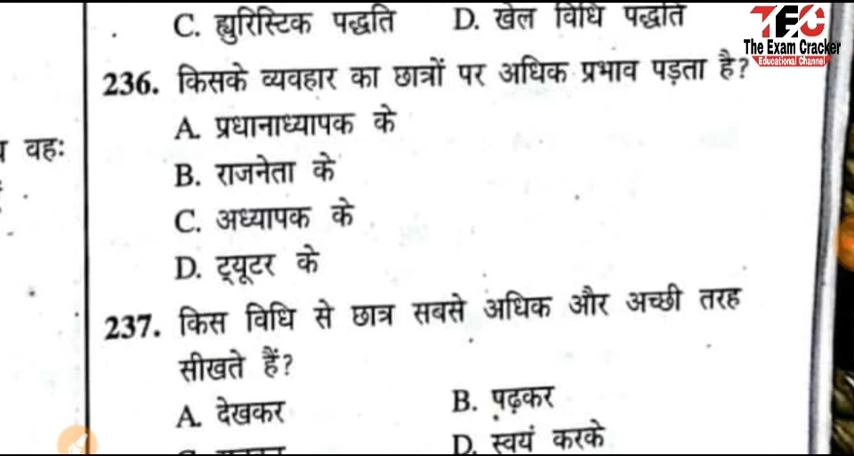 C. ह्युरिस्टिक पद्धति D. खेल विधि पद्धति
TEC
The Exam Cracker
Educational Channel
236. किसके व्यवहार का छात्रों पर अधिक प्रभाव पड़ता है?
A. प्रधानाध्यापक के
वह:
B. राजनेता के
C. अध्यापक के
D. ट्यूटर के
237. किस विधि से छात्र सबसे अधिक और अच्छी तरह
सीखते हैं?
A. देखकर B. पढ़कर
D. स्वयं करके